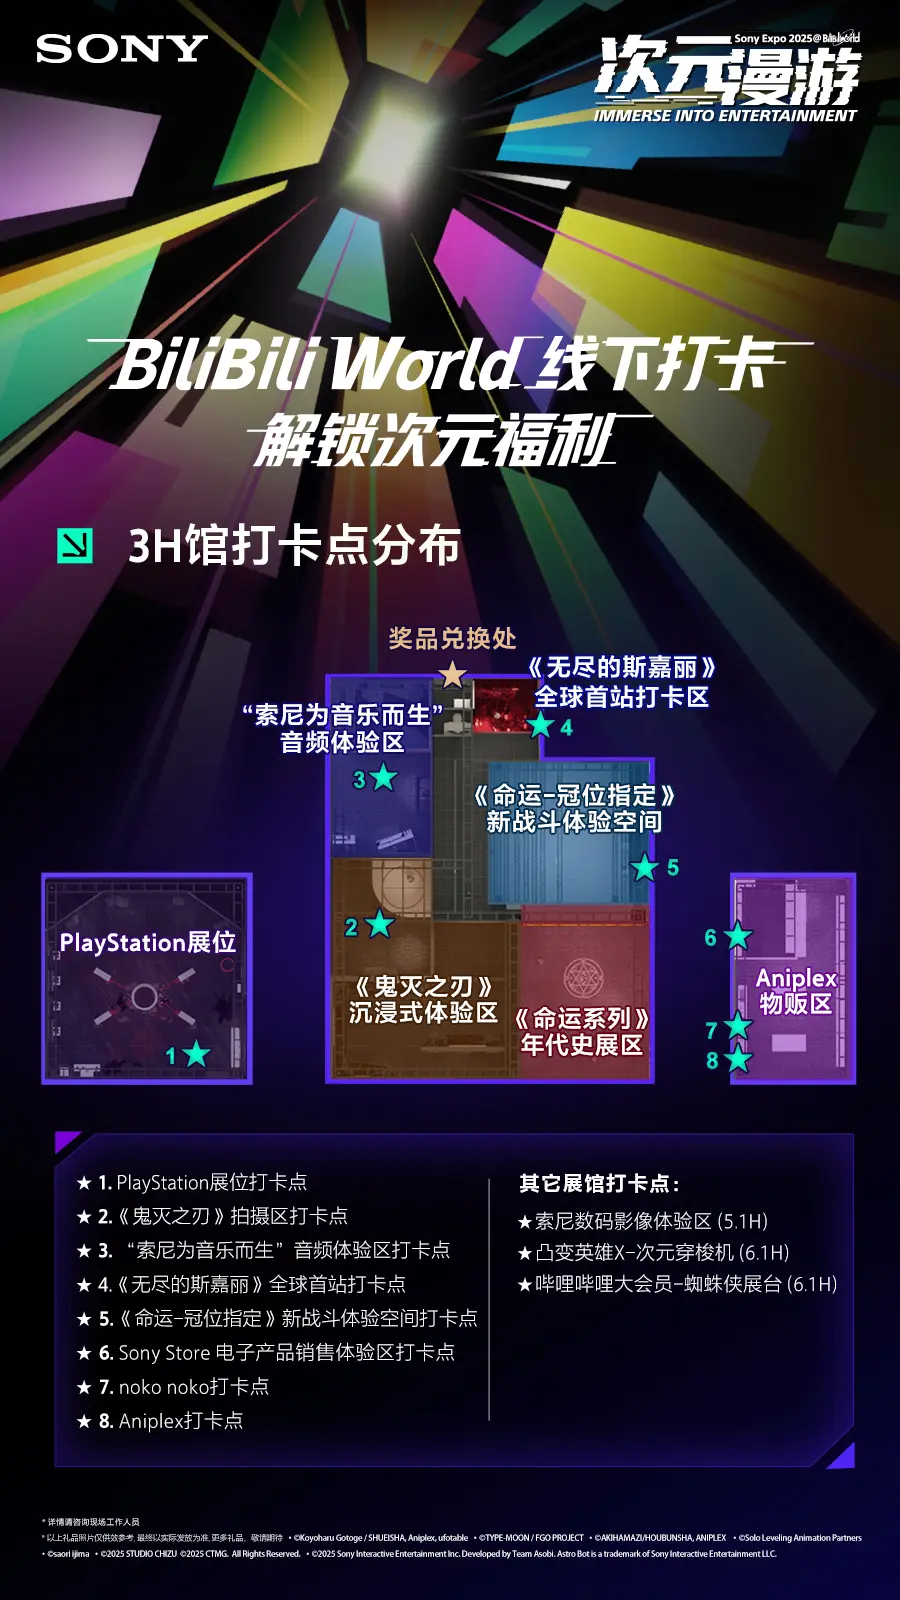 SONY
Sony Expo 2025@BiliBiliWorld
次元漫游
IMMERSE INTO ENTERTAINMENT
BiliBili World 线下打卡
解锁次元福利
3H馆打卡点分布
奖品兑换处
《无尽的斯嘉丽》
全球首站打卡区
4
“索尼为音乐而生”
音频体验区
3
《命运-冠位指定》
新战斗体验空间
5
2
《鬼灭之刃》
沉浸式体验区
《命运系列》
年代史展区
PlayStation展位
1
6
Aniplex
物贩区
7
8
★ 1. PlayStation展位打卡点
★ 2.《鬼灭之刃》拍摄区打卡点
★ 3. “索尼为音乐而生”音频体验区打卡点
★ 4.《无尽的斯嘉丽》全球首站打卡点
★ 5.《命运-冠位指定》新战斗体验空间打卡点
★ 6. Sony Store 电子产品销售体验区打卡点
★ 7. noko noko打卡点
★ 8. Aniplex打卡点
其它展馆打卡点：
★索尼数码影像体验区 (5.1H)
★凸变英雄X-次元穿梭机 (6.1H)
★哔哩哔哩大会员-蜘蛛侠展台 (6.1H)
* 详情请咨询现场工作人员
* 以上礼品照片仅供效参考, 最终以实际发放为准, 更多礼品，敬请期待 •©Koyoharu Gotoge / SHUEISHA, Aniplex, ufotable •©TYPE-MOON / FGO PROJECT •©AKIHAMAZI/HOUBUNSHA, ANIPLEX •©Solo Leveling Animation Partners
•©saori ijima •©2025 STUDIO CHIZU ©2025 CTMG. All Rights Reserved. •©2025 Sony Interactive Entertainment Inc. Developed by Team Asobi. Astro Bot is a trademark of Sony Interactive Entertainment LLC.